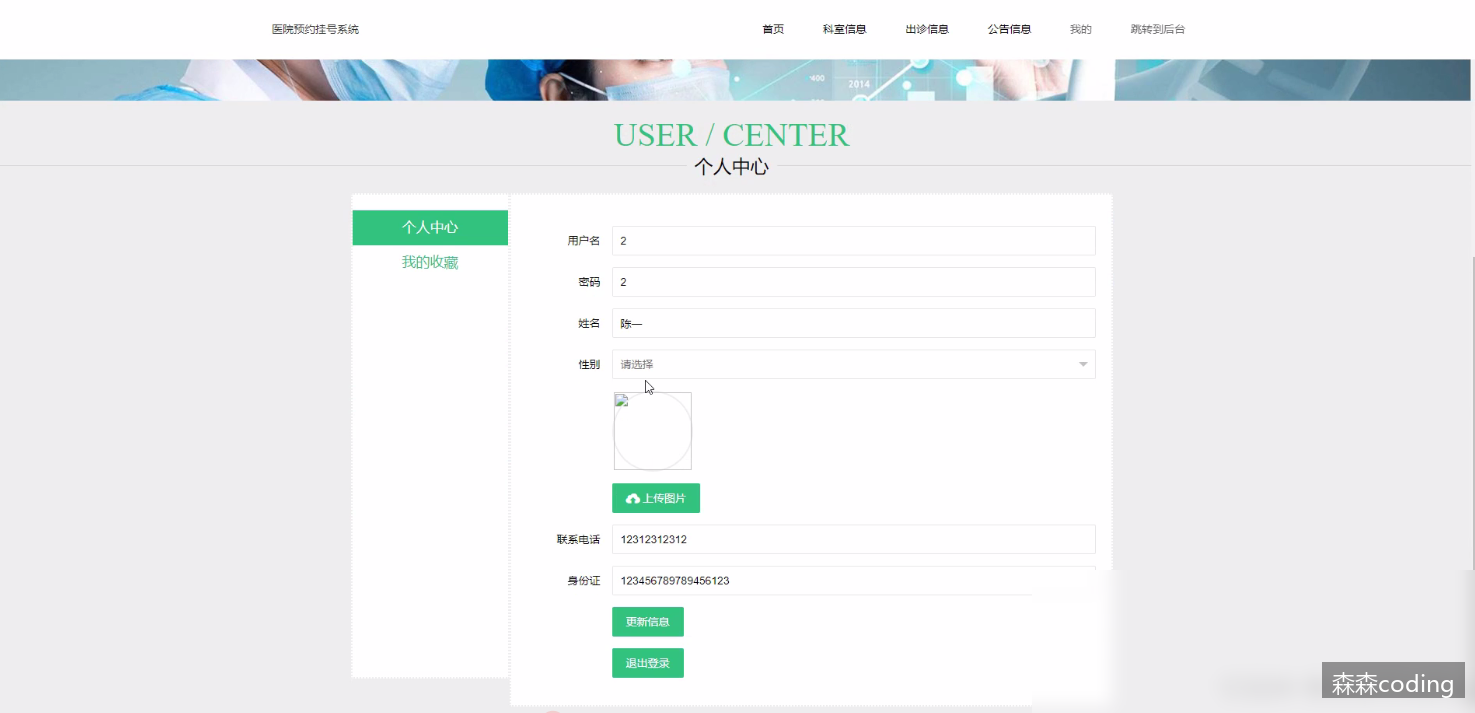 医院预约挂号系统 首页 科室信息 出诊信息 公告信息 我的 跳转到后台
400
2014
USER / CENTER
个人中心
个人中心
我的收藏
用户名 2
密码 2
姓名 陈一
性别 请选择
上传图片
联系电话 12312312312
身份证 123456789789456123
更新信息
退出登录
森森coding